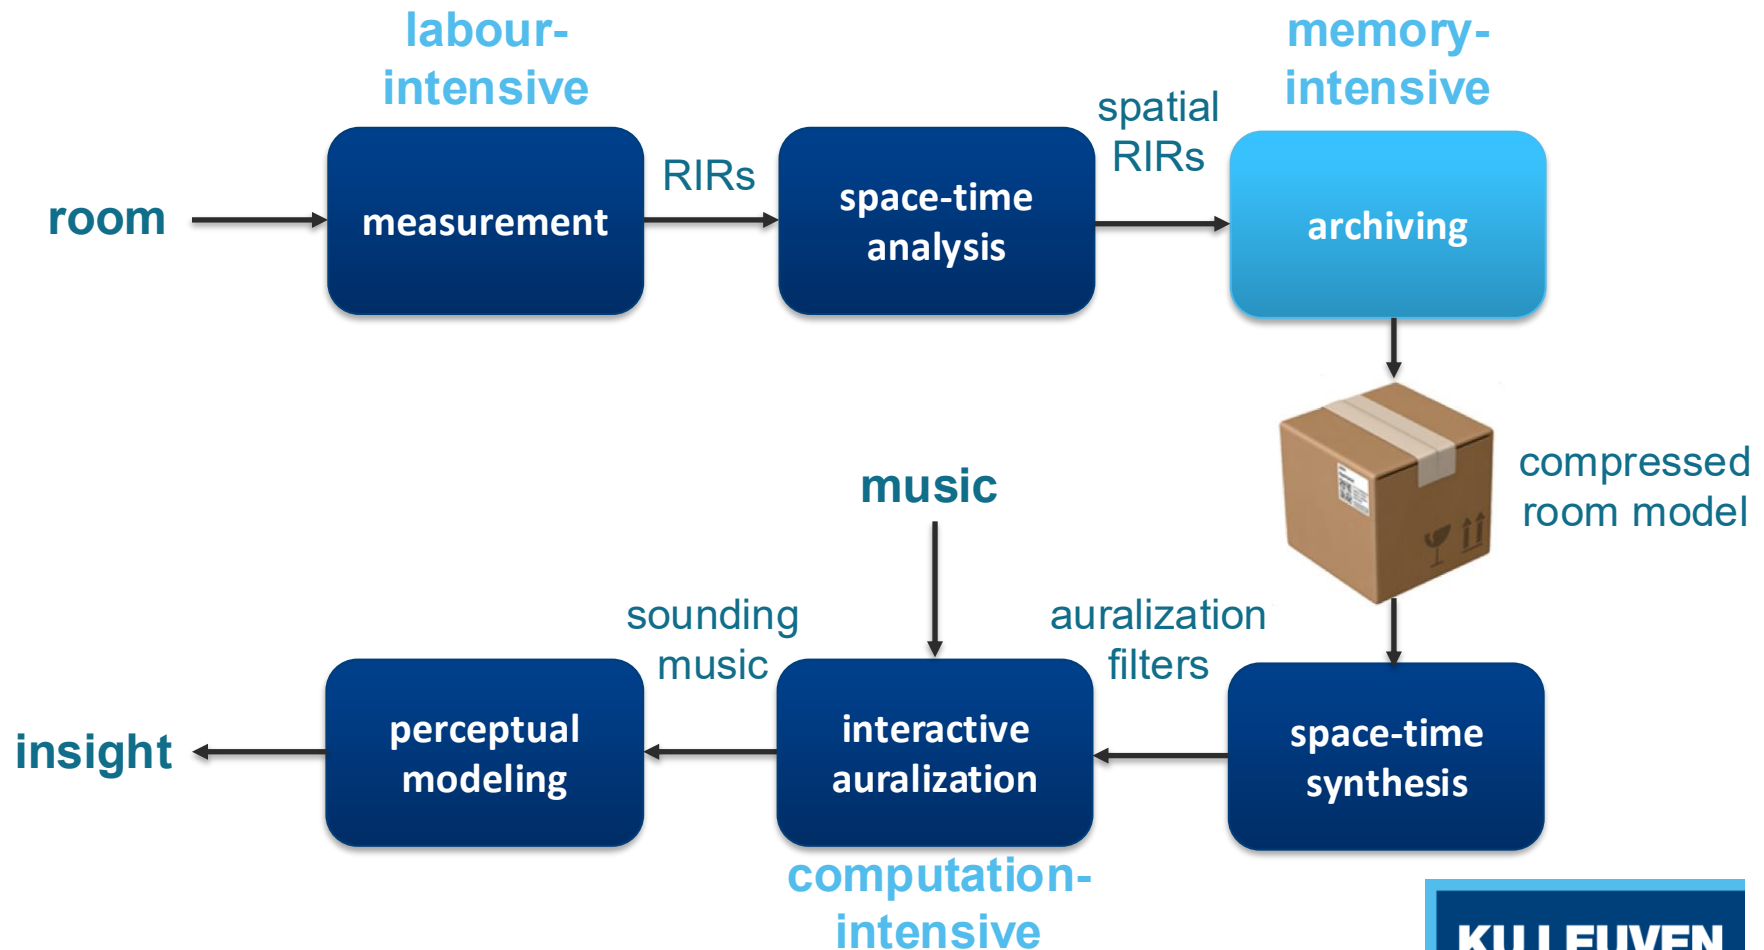 labour-
intensive
memory-
intensive
room
measurement
RIRs
space-time
analysis
spatial
RIRs
archiving
compressed
room model
music
insight
perceptual
modeling
sounding
music
interactive
auralization
auralization
filters
space-time
synthesis
computation-
intensive
KU LEUVEN